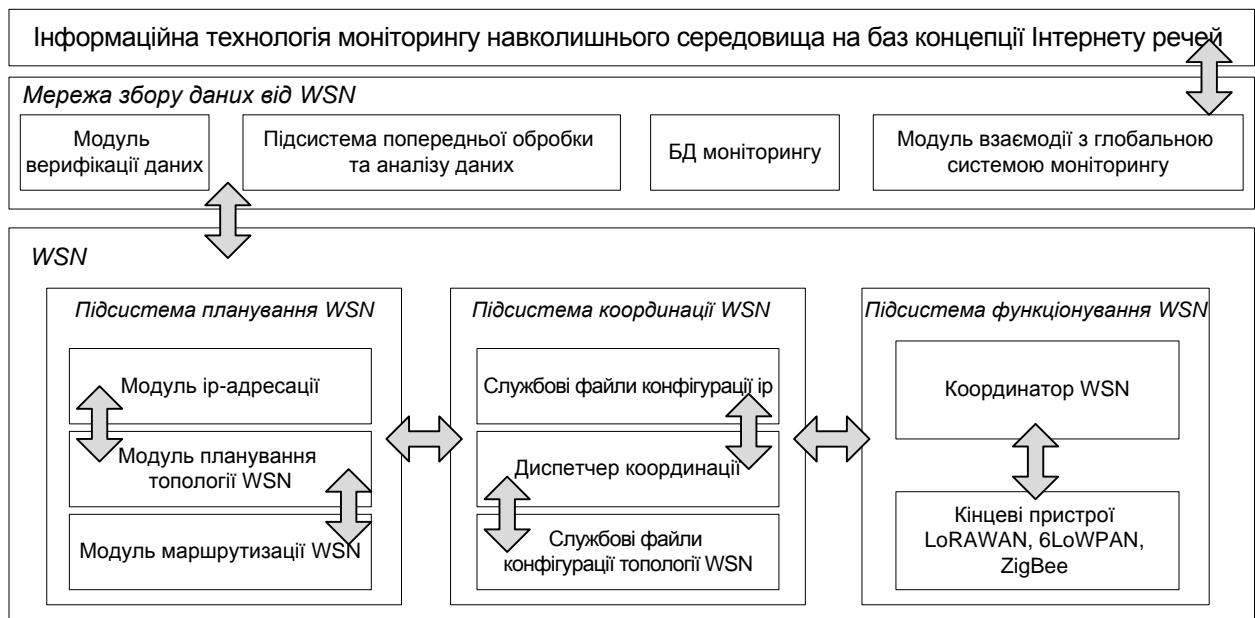 Інформаційна технологія моніторингу навколишнього середовища на баз концепції Інтернету речей
Мережа збору даних від WSN
Модуль
верифікації даних
Підсистема попередньої обробки
та аналізу даних
БД моніторингу
Модуль взаємодії з глобальною
системою моніторингу
WSN
Підсистема планування WSN
Модуль ір-адресації
Модуль планування
топології WSN
Модуль маршрутизації WSN
Підсистема координації WSN
Службові файли конфігурації ір
Диспетчер координації
Службові файли
конфігурації топології WSN
Підсистема функціонування WSN
Координатор WSN
Кінцеві пристрої
LoRAWAN, 6LoWPAN,
ZigBee